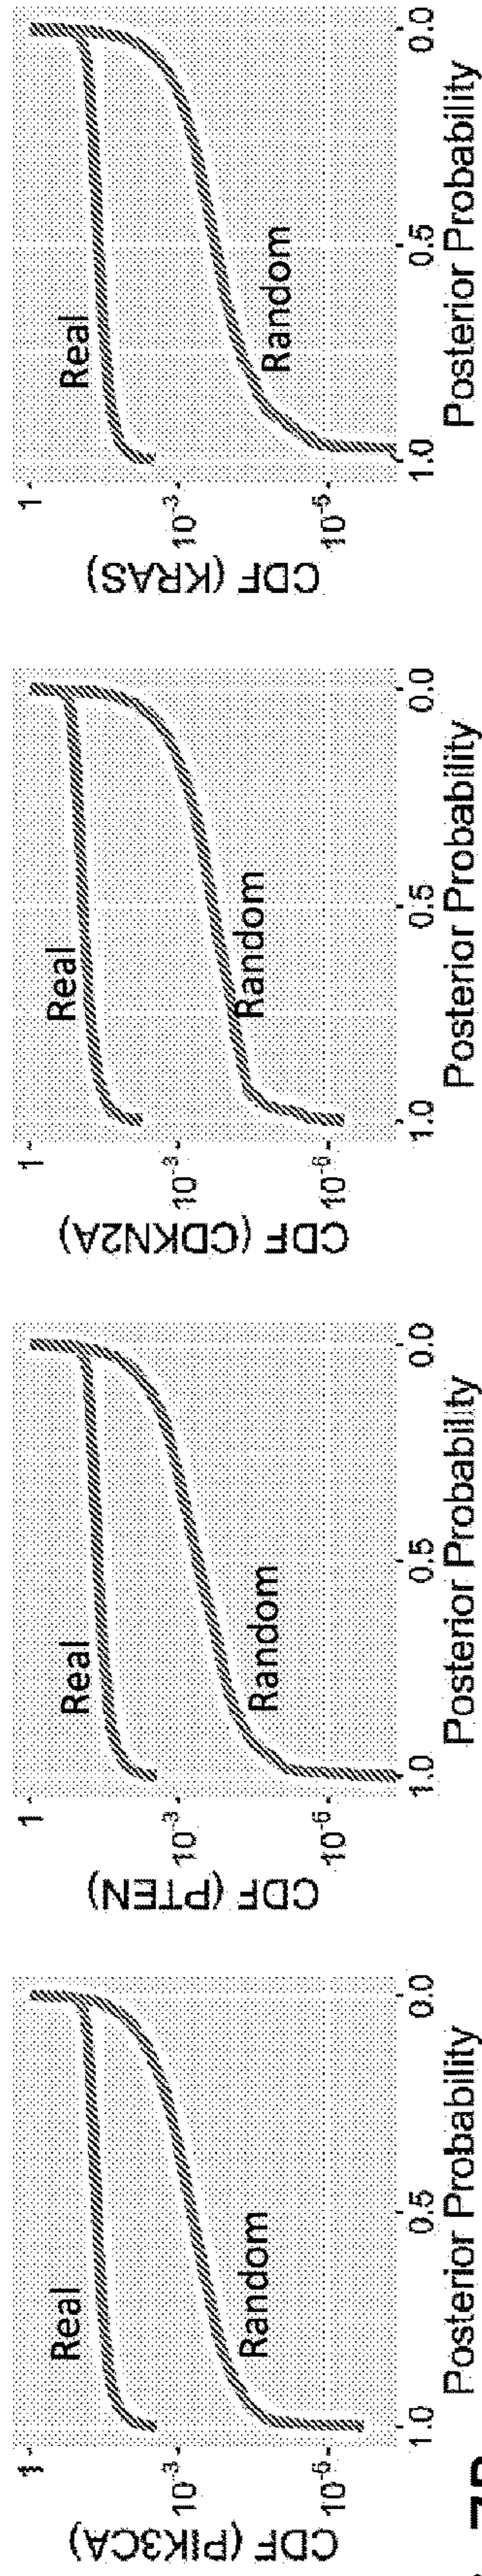 CDF (PIK3CA)
1
10⁻³
10⁻⁶
Real
Random
1.0 0.5 0.0
Posterior Probability
CDF (PTEN)
1
10⁻³
10⁻⁶
Real
Random
1.0 0.5 0.0
Posterior Probability
CDF (CDKN2A)
1
10⁻³
10⁻⁶
Real
Random
1.0 0.5 0.0
Posterior Probability
CDF (KRAS)
1
10⁻³
Real
Random
1.0 0.5 0.0
Posterior Probability